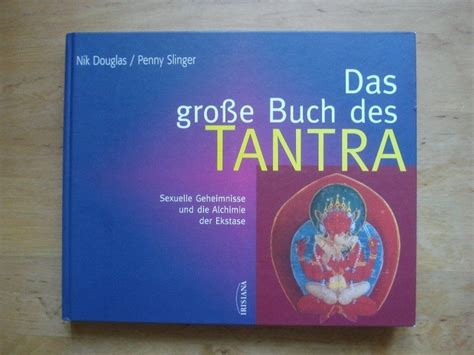 Nik Douglas / Penny Slinger
Das
große Buch des
TANTRA
Sexuelle Geheimnisse
und die Alchimie
der Ekstase
IRISIANA